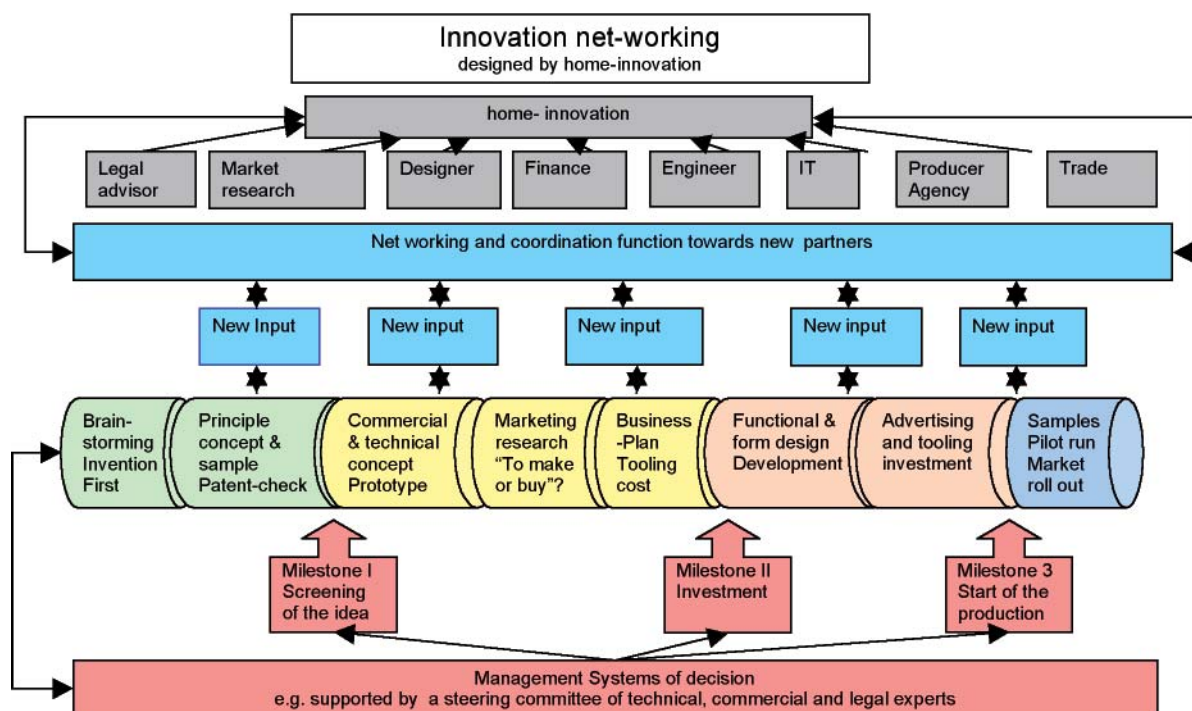 Innovation net-working
designed by home-innovation
home- innovation
Legal
advisor
Market
research
Designer
Finance
Engineer
IT
Producer
Agency
Trade
Net working and coordination function towards new partners
New Input
New input
New input
New input
New input
Brain-
storming
Invention
First
Principle
concept &
sample
Patent-check
Commercial
& technical
concept
Prototype
Marketing
research
“To make
or buy”?
Business
-Plan
Tooling
cost
Functional &
form design
Development
Advertising
and tooling
investment
Samples
Pilot run
Market
roll out
Milestone I
Screening
of the idea
Milestone II
Investment
Milestone 3
Start of the
production
Management Systems of decision
e.g. supported by a steering committee of technical, commercial and legal experts